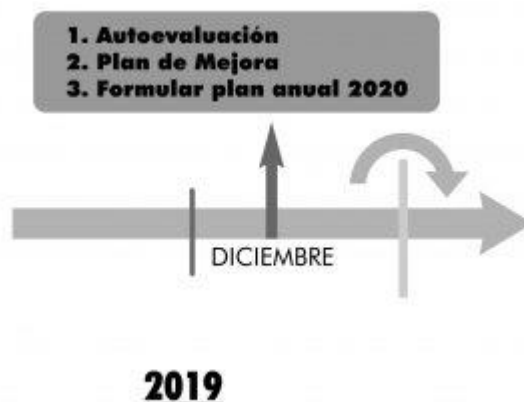 1. Autoevaluación
2. Plan de Mejora
3. Formular plan anual 2020
DICIEMBRE
2019